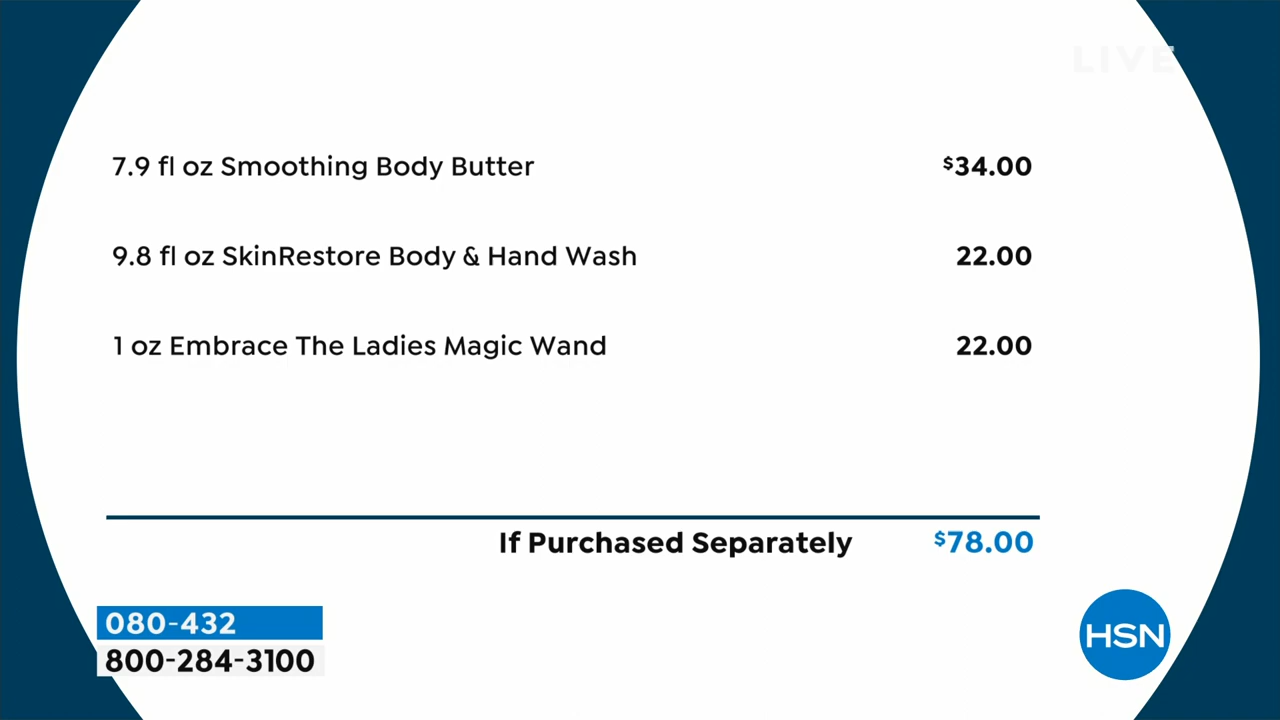 LIVE
7.9 fl oz Smoothing Body Butter $34.00
9.8 fl oz SkinRestore Body & Hand Wash 22.00
1 oz Embrace The Ladies Magic Wand 22.00
If Purchased Separately $78.00
080-432
800-284-3100
HSN